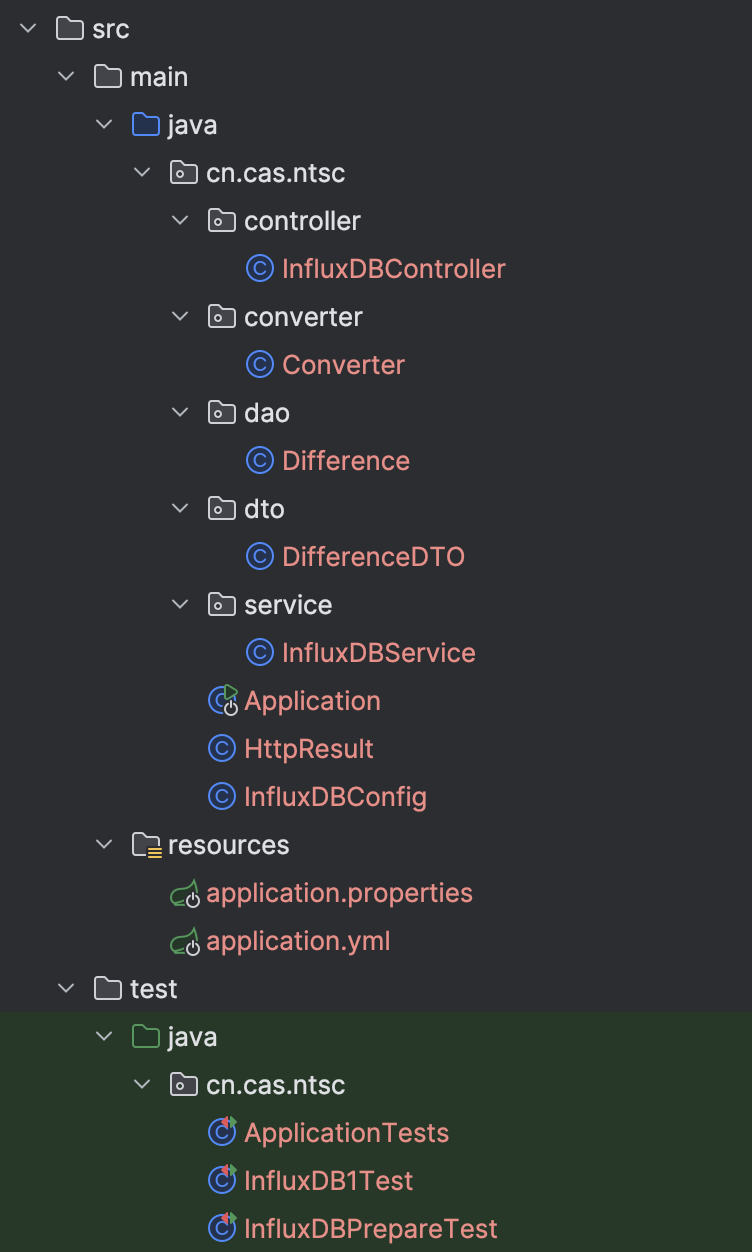 src
main
java
cn.cas.ntsc
controller
InfluxDBController
converter
Converter
dao
Difference
dto
DifferenceDTO
service
InfluxDBService
Application
HttpResult
InfluxDBConfig
resources
application.properties
application.yml
test
java
cn.cas.ntsc
ApplicationTests
InfluxDB1Test
InfluxDBPrepareTest